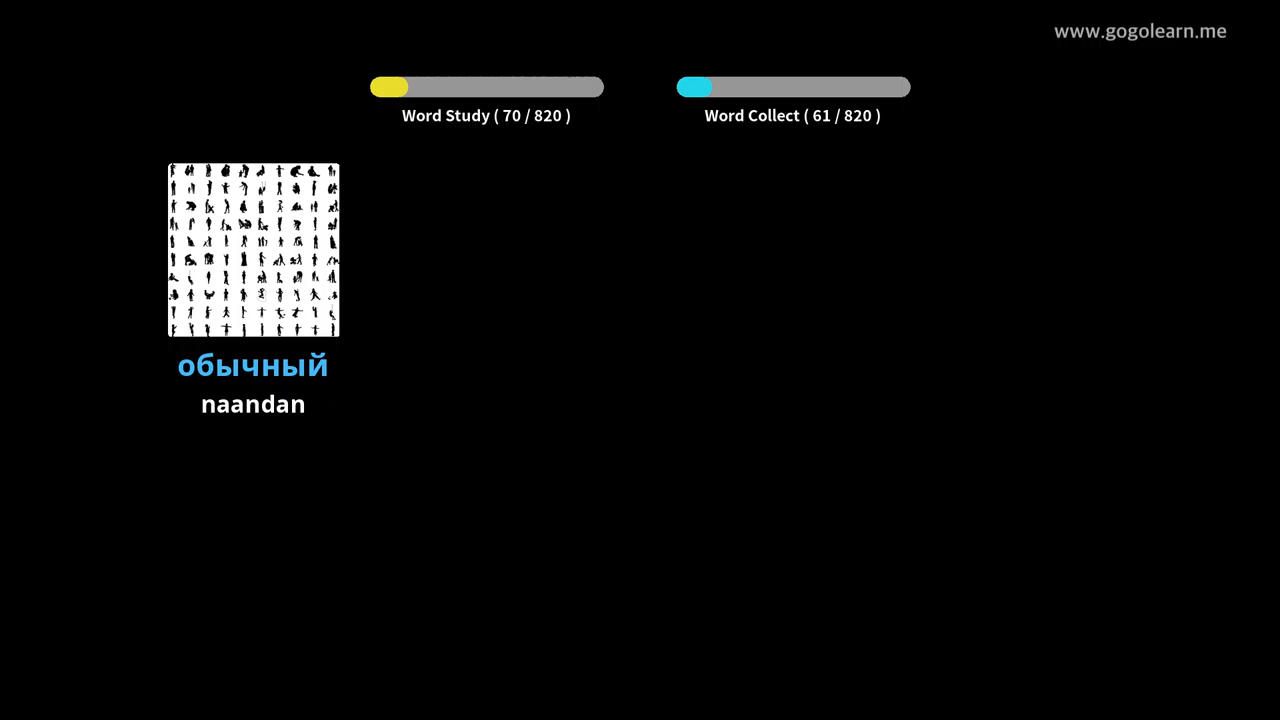 www.gogolearn.me
Word Study ( 70 / 820 )
Word Collect ( 61 / 820 )
обычный
naandan